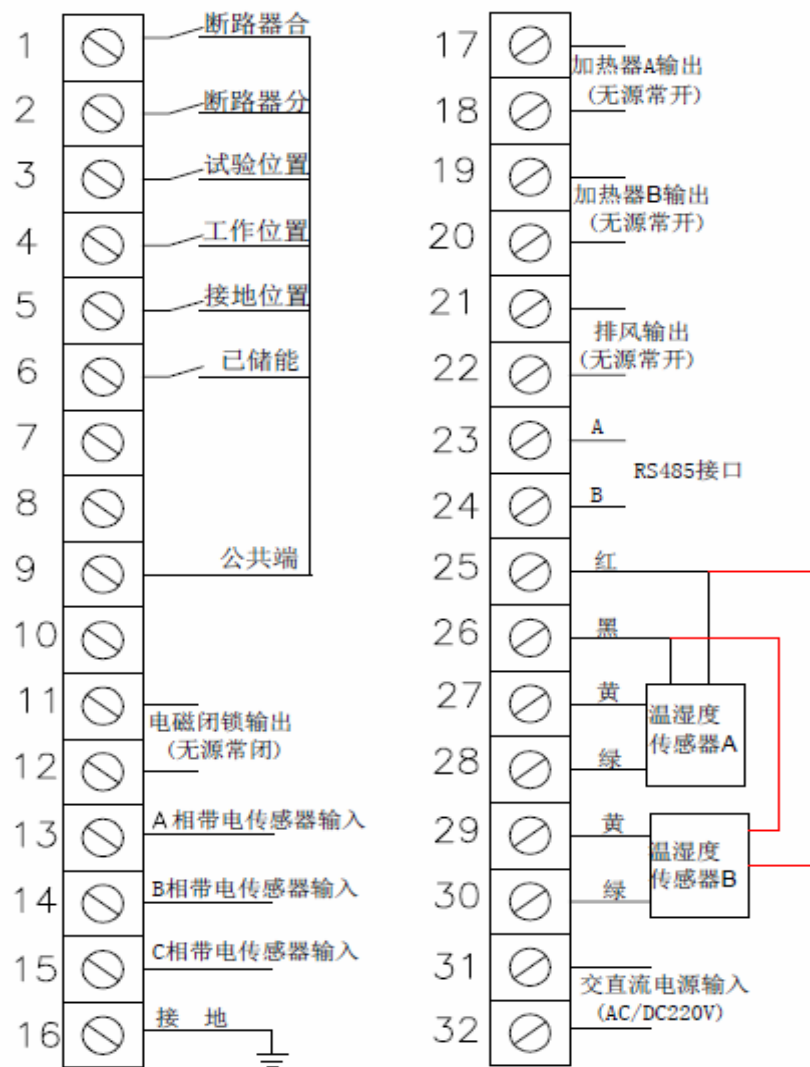 1
断路器合
2
断路器分
3
试验位置
4
工作位置
5
接地位置
6
已储能
7
8
9
公共端
10
11
电磁闭锁输出
(无源常闭)
12
13
A相带电传感器输入
14
B相带电传感器输入
15
C相带电传感器输入
16
接 地
17
加热器A输出
(无源常开)
18
19
加热器B输出
(无源常开)
20
21
排风输出
(无源常开)
22
23
A
RS485接口
24
B
25
红
26
黑
27
黄
温湿度
传感器A
28
绿
29
黄
温湿度
传感器B
30
绿
31
交直流电源输入
(AC/DC220V)
32